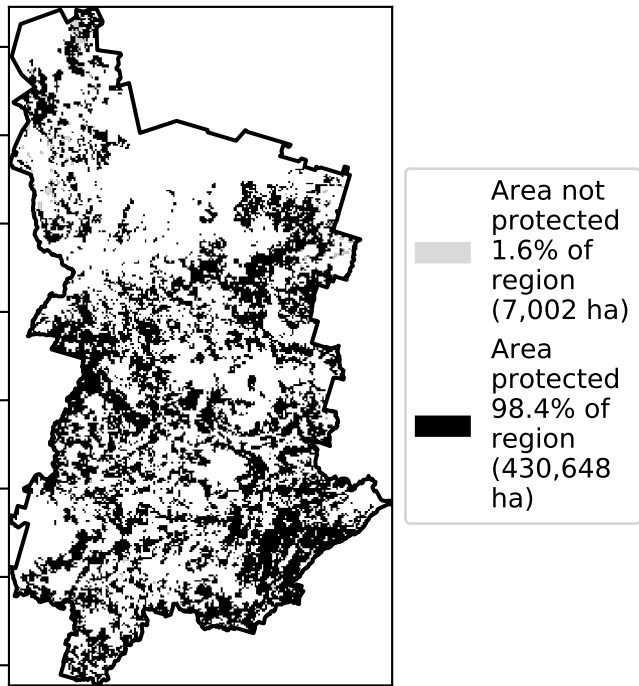 Area not
protected
1.6% of
region
(7,002 ha)
Area
protected
98.4% of
region
(430,648
ha)